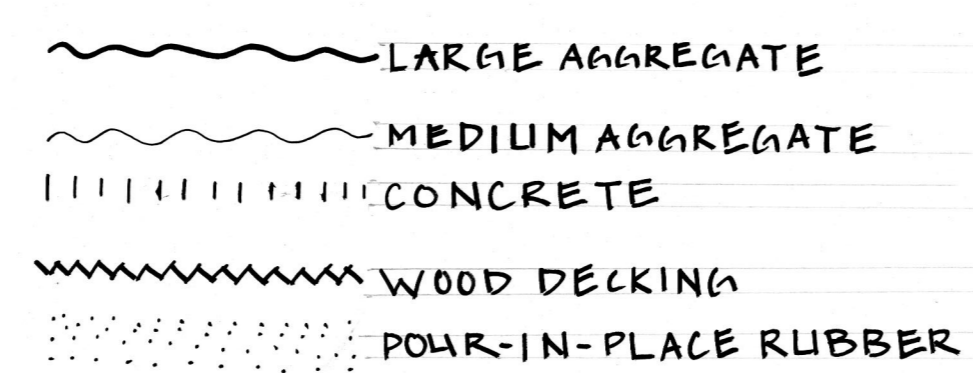 LARGE AGGREGATE
MEDIUM AGGREGATE
CONCRETE
WOOD DECKING
POUR-IN-PLACE RUBBER